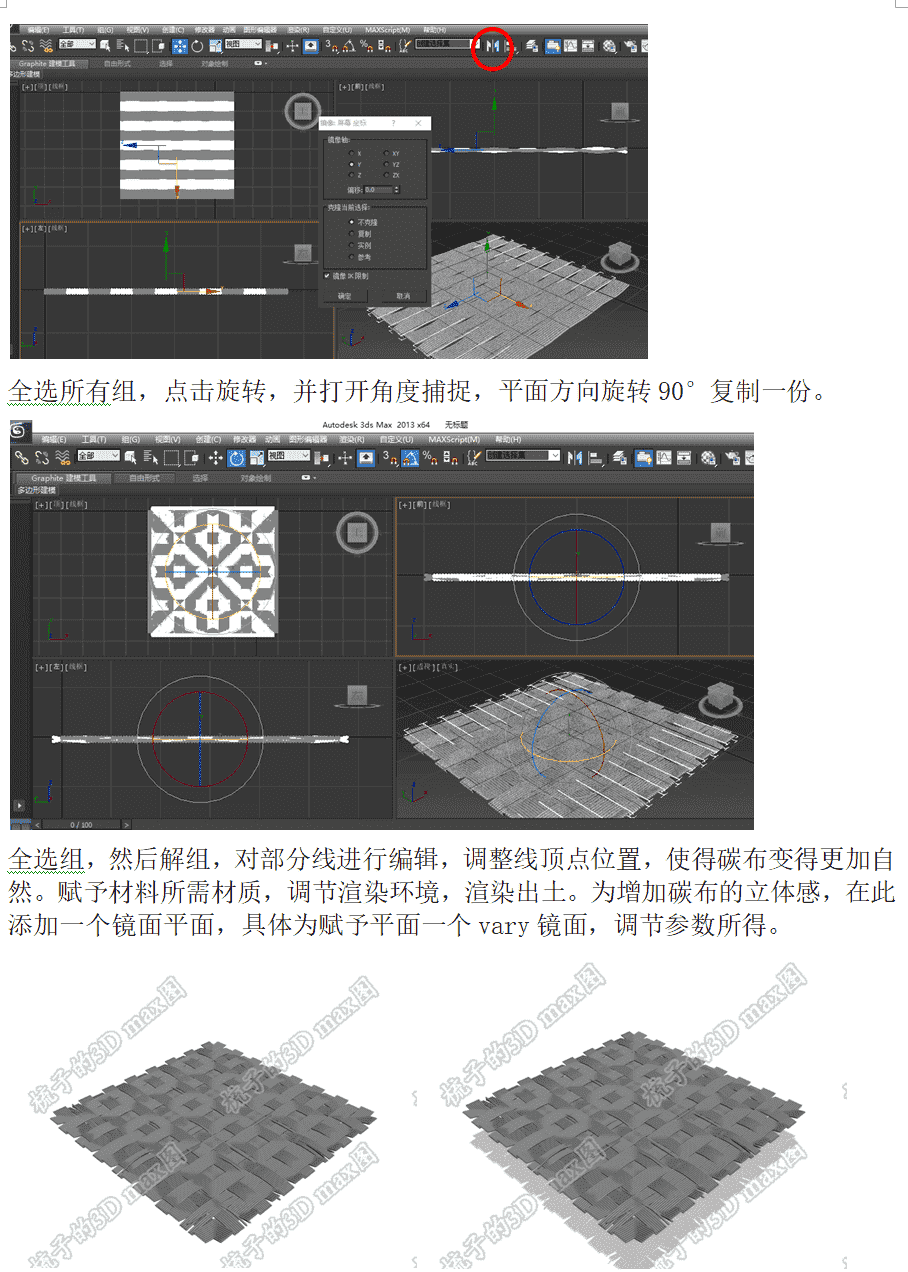 编辑(E) 工具(T) 组(G) 视图(V) 创建(C) 修改器 动画 图形编辑器 渲染(R) 自定义(U) MAXScript(M) 帮助(H)
全部 视图 创建选择集
Graphite 建模工具 自由形式 选择 对象绘制
多边形建模
[+][顶][线框]
[+][前][线框]
镜像: 屏幕 坐标 ? ×
镜像轴:
X XY
Y YZ
Z ZX
偏移: 0.0
克隆当前选择:
不克隆
复制
实例
参考
镜像 IK 限制
确定 取消
[+][左][线框]
全选所有组，点击旋转，并打开角度捕捉，平面方向旋转 90°复制一份。
Autodesk 3ds Max 2013 x64 无标题
编辑(E) 工具(T) 组(G) 视图(V) 创建(C) 修改器 动画 图形编辑器 渲染(R) 自定义(U) MAXScript(M) 帮助(H)
全部 视图 创建选择集
Graphite 建模工具 自由形式 选择 对象绘制
多边形建模
[+][顶][线框]
[+][前][线框]
[+][左][线框]
[+][透视][真实]
0 / 100
全选组，然后解组，对部分线进行编辑，调整线顶点位置，使得碳布变得更加自
然。赋予材料所需材质，调节渲染环境，渲染出土。为增加碳布的立体感，在此
添加一个镜面平面，具体为赋予平面一个 vary 镜面，调节参数所得。
梳子的3D max图
梳子的3D max图
梳子的3D max图
梳子的3D max图
梳子的3D max图
梳子的3D max图
梳子的3D max图
梳子的3D max图